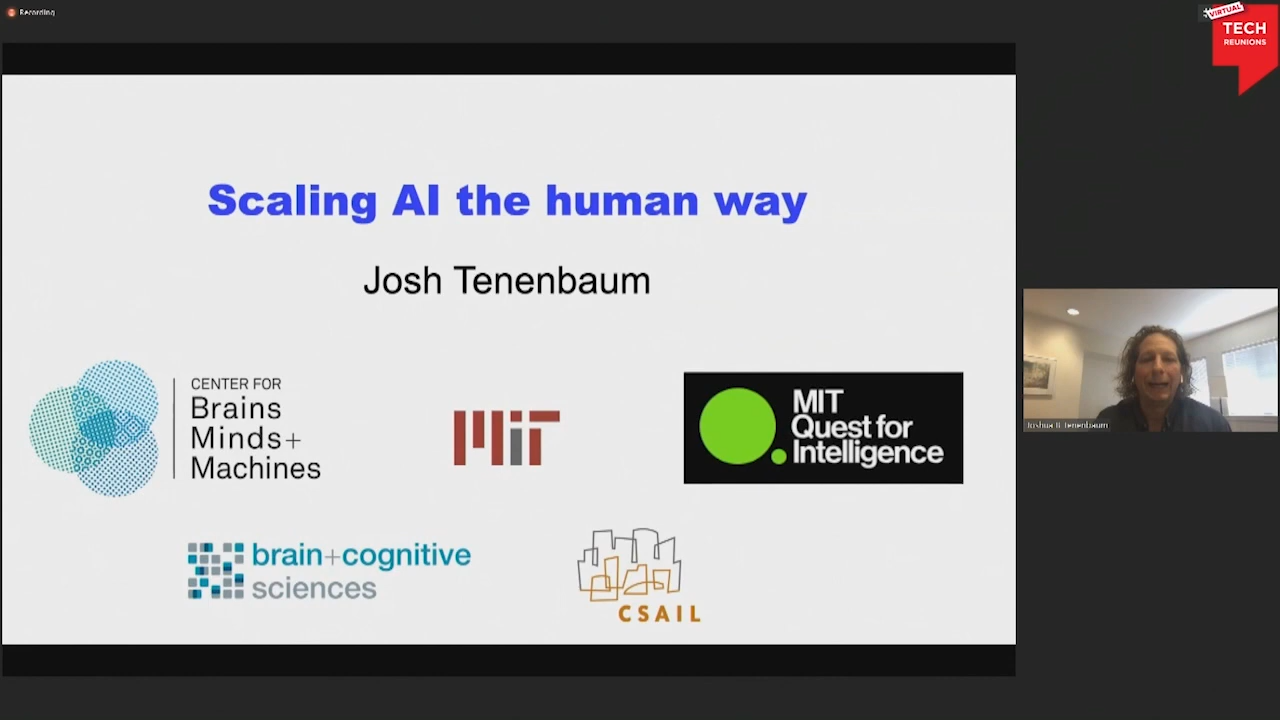 Recording
#VIRTUAL
TECH
REUNIONS
Scaling AI the human way
Josh Tenenbaum
CENTER FOR
Brains
Minds+
Machines
MIT
MIT
Quest for
Intelligence
brain+cognitive
sciences
CSAIL
Joshua B Tenenbaum